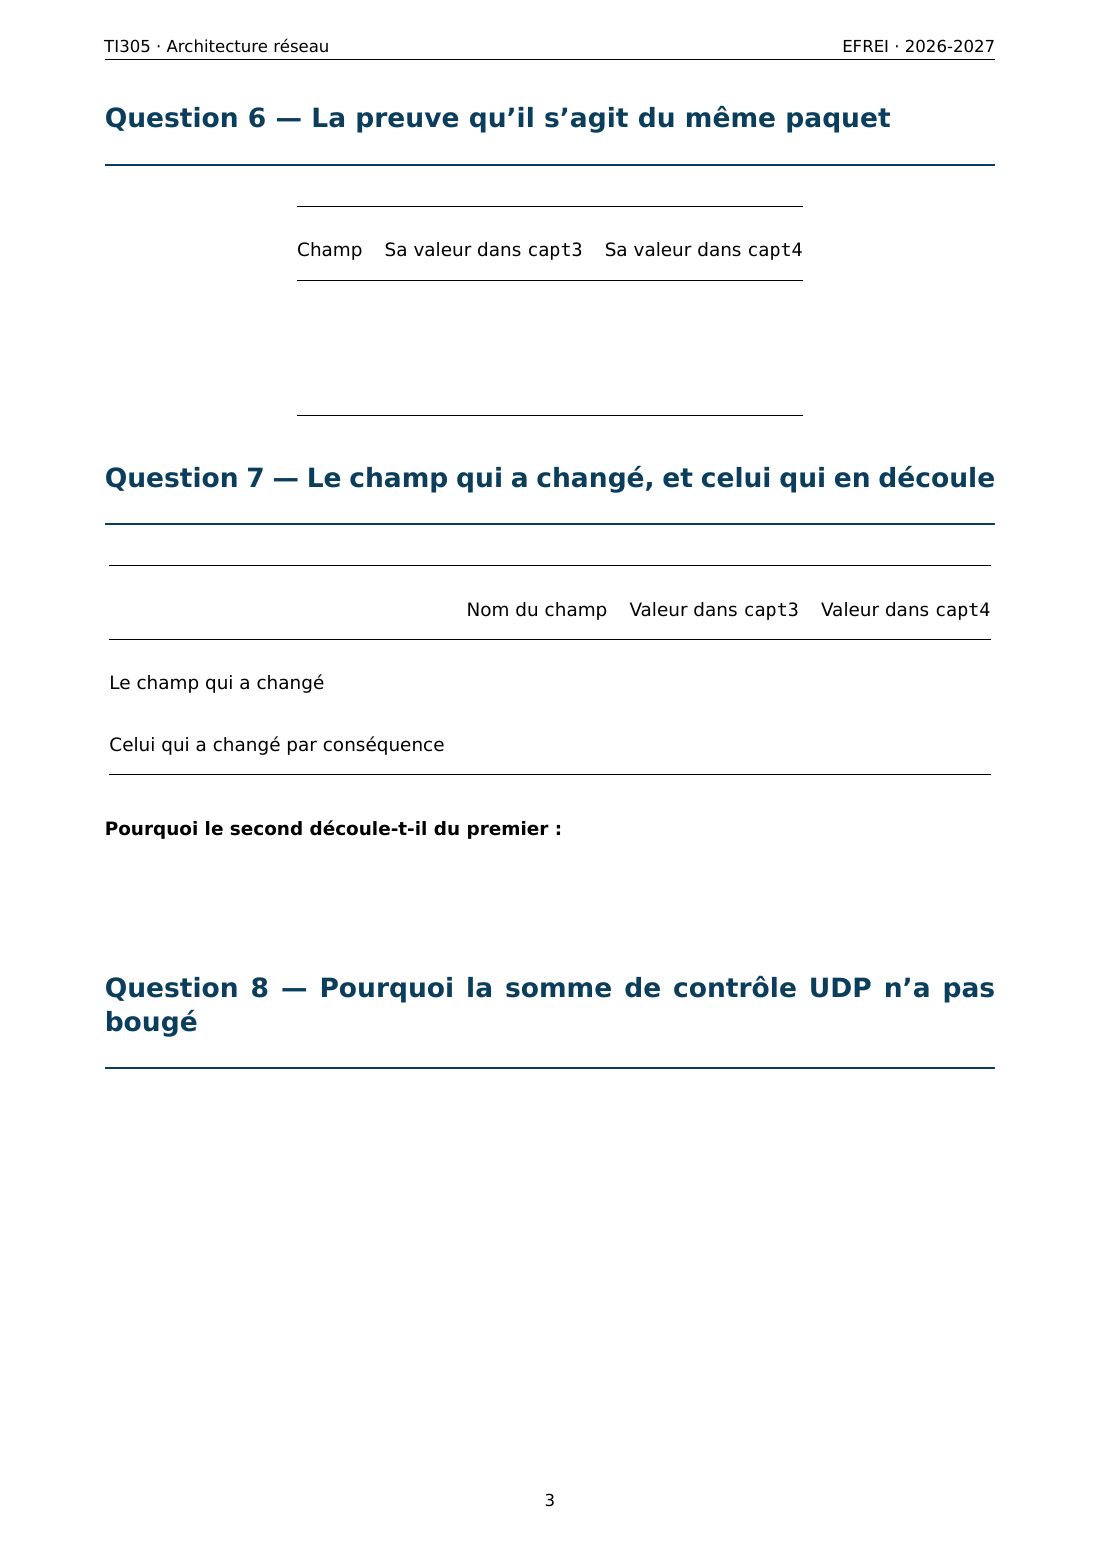 TI305 · Architecture réseau EFREI · 2026-2027
Question 6 — La preuve qu’il s’agit du même paquet
Champ Sa valeur dans capt3 Sa valeur dans capt4
Question 7 — Le champ qui a changé, et celui qui en découle
Nom du champ Valeur dans capt3 Valeur dans capt4
Le champ qui a changé
Celui qui a changé par conséquence
Pourquoi le second découle-t-il du premier :
Question 8 — Pourquoi la somme de contrôle UDP n’a pas
bougé
3